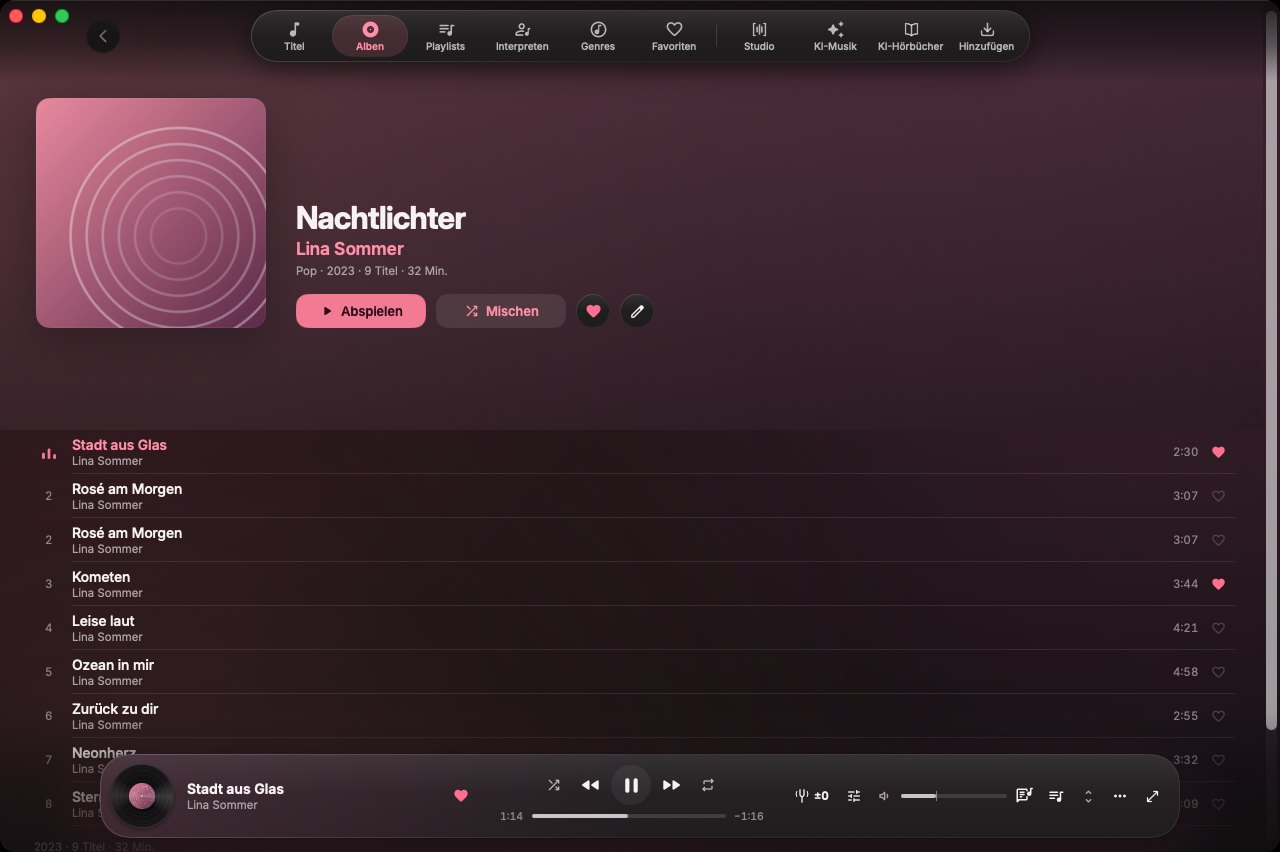 Titel
Alben
Playlists
Interpreten
Genres
Favoriten
Studio
KI-Musik
KI-Hörbücher
Hinzufügen
Nachtlichter
Lina Sommer
Pop · 2023 · 9 Titel · 32 Min.
Abspielen
Mischen
Stadt aus Glas
Lina Sommer
2:30
2
Rosé am Morgen
Lina Sommer
3:07
2
Rosé am Morgen
Lina Sommer
3:07
3
Kometen
Lina Sommer
3:44
4
Leise laut
Lina Sommer
4:21
5
Ozean in mir
Lina Sommer
4:58
6
Zurück zu dir
Lina Sommer
2:55
7
Neonherz
Lina
3:32
8
:09
Stadt aus Glas
Lina Sommer
1:14
−1:16
±0
2023 · 9 Titel · 32 Min.